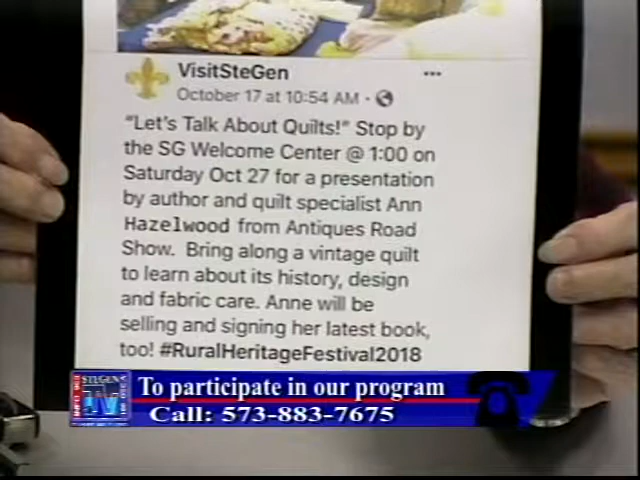 VisitSteGen
October 17 at 10:54 AM ·
"Let's Talk About Quilts!" Stop by
the SG Welcome Center @ 1:00 on
Saturday Oct 27 for a presentation
by author and quilt specialist Ann
Hazelwood from Antiques Road
Show. Bring along a vintage quilt
to learn about its history, design
and fabric care. Anne will be
selling and signing her latest book,
too! #RuralHeritageFestival2018
STE.GEN
TV
To participate in our program
Call: 573-883-7675